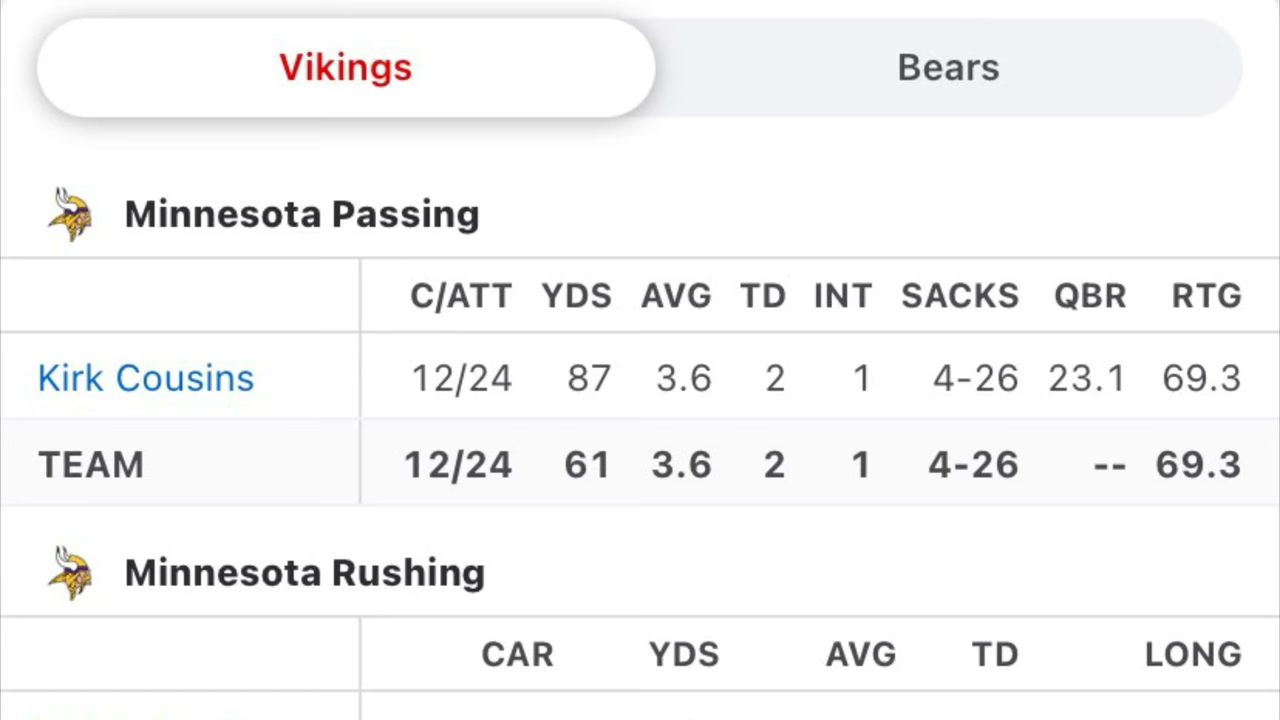 Vikings Bears
Minnesota Passing
C/ATT YDS AVG TD INT SACKS QBR RTG
Kirk Cousins 12/24 87 3.6 2 1 4-26 23.1 69.3
TEAM 12/24 61 3.6 2 1 4-26 -- 69.3
Minnesota Rushing
CAR YDS AVG TD LONG